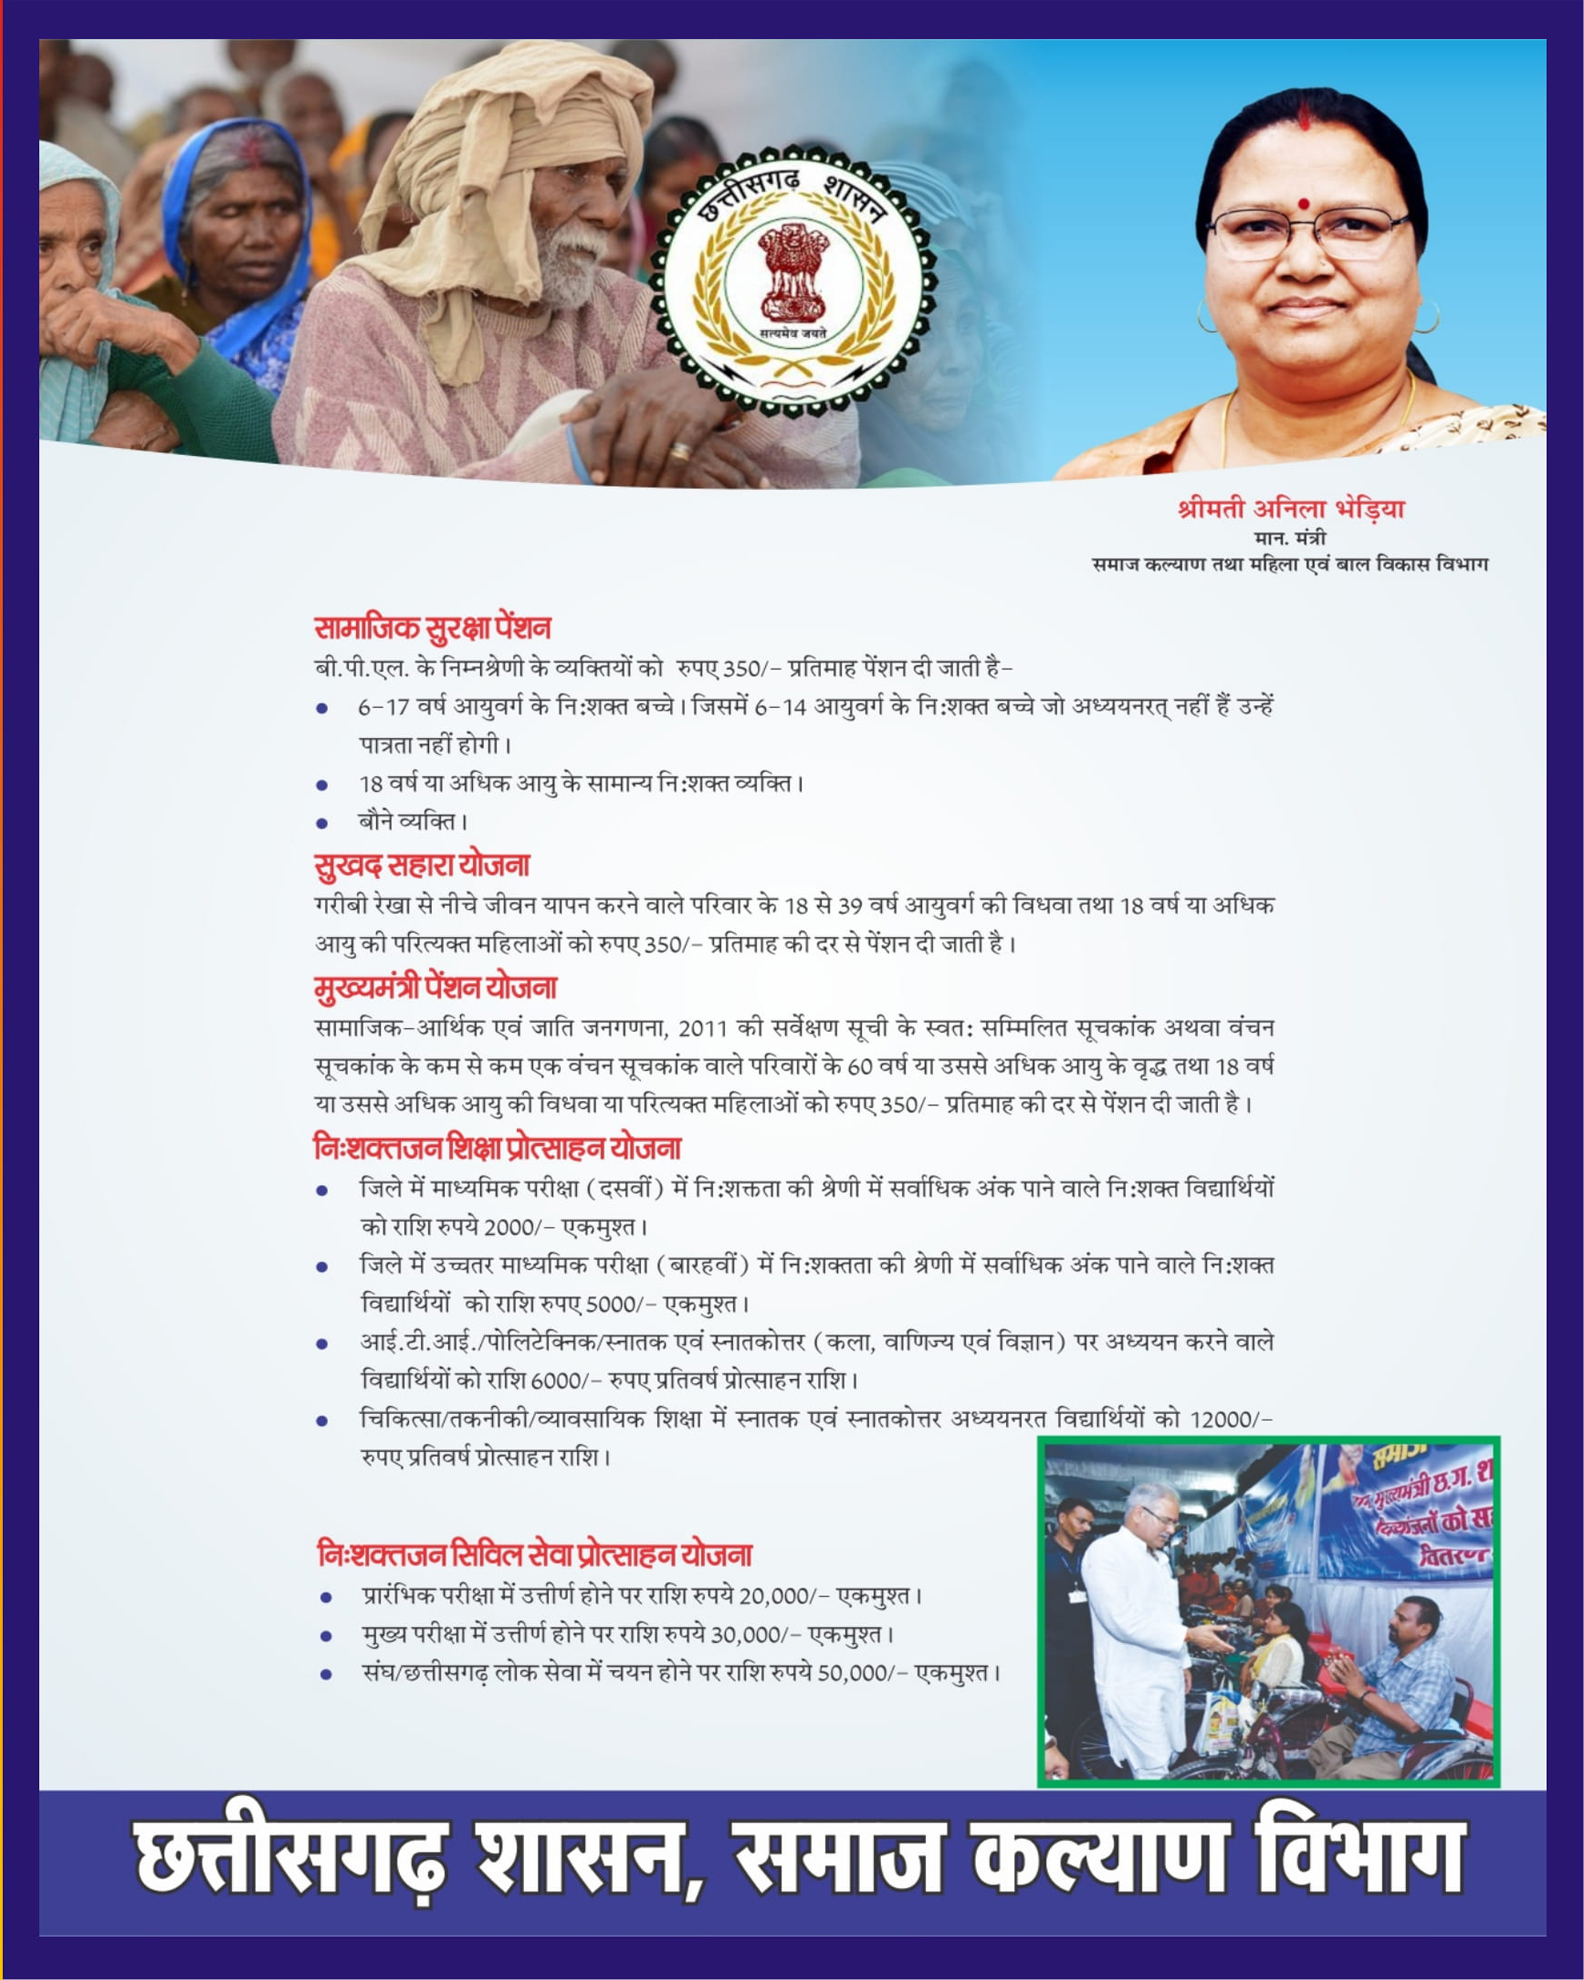 छत्तीसगढ़ शासन
सत्यमेव जयते
श्रीमती अनिला भेड़िया
मान. मंत्री
समाज कल्याण तथा महिला एवं बाल विकास विभाग
सामाजिक सुरक्षा पेंशन
बी.पी.एल. के निम्नश्रेणी के व्यक्तियों को रुपए 350/- प्रतिमाह पेंशन दी जाती है-
• 6-17 वर्ष आयुवर्ग के नि:शक्त बच्चे। जिसमें 6-14 आयुवर्ग के नि:शक्त बच्चे जो अध्ययनरत् नहीं हैं उन्हें
पात्रता नहीं होगी।
• 18 वर्ष या अधिक आयु के सामान्य नि:शक्त व्यक्ति।
• बौने व्यक्ति।
सुखद सहारा योजना
गरीबी रेखा से नीचे जीवन यापन करने वाले परिवार के 18 से 39 वर्ष आयुवर्ग की विधवा तथा 18 वर्ष या अधिक
आयु की परित्यक्त महिलाओं को रुपए 350/- प्रतिमाह की दर से पेंशन दी जाती है।
मुख्यमंत्री पेंशन योजना
सामाजिक-आर्थिक एवं जाति जनगणना, 2011 की सर्वेक्षण सूची के स्वत: सम्मिलित सूचकांक अथवा वंचन
सूचकांक के कम से कम एक वंचन सूचकांक वाले परिवारों के 60 वर्ष या उससे अधिक आयु के वृद्ध तथा 18 वर्ष
या उससे अधिक आयु की विधवा या परित्यक्त महिलाओं को रुपए 350/- प्रतिमाह की दर से पेंशन दी जाती है।
नि:शक्तजन शिक्षा प्रोत्साहन योजना
• जिले में माध्यमिक परीक्षा (दसवीं) में नि:शक्तता की श्रेणी में सर्वाधिक अंक पाने वाले नि:शक्त विद्यार्थियों
को राशि रुपये 2000/- एकमुश्त।
• जिले में उच्चतर माध्यमिक परीक्षा (बारहवीं) में नि:शक्तता की श्रेणी में सर्वाधिक अंक पाने वाले नि:शक्त
विद्यार्थियों को राशि रुपए 5000/- एकमुश्त।
• आई.टी.आई./पोलिटेक्निक/स्नातक एवं स्नातकोत्तर (कला, वाणिज्य एवं विज्ञान) पर अध्ययन करने वाले
विद्यार्थियों को राशि 6000/- रुपए प्रतिवर्ष प्रोत्साहन राशि।
• चिकित्सा/तकनीकी/व्यावसायिक शिक्षा में स्नातक एवं स्नातकोत्तर अध्ययनरत विद्यार्थियों को 12000/-
रुपए प्रतिवर्ष प्रोत्साहन राशि।
समाज
मुख्यमंत्री छ.ग. श
दिव्यांजनों को स
वितरण
नि:शक्तजन सिविल सेवा प्रोत्साहन योजना
• प्रारंभिक परीक्षा में उत्तीर्ण होने पर राशि रुपये 20,000/- एकमुश्त।
• मुख्य परीक्षा में उत्तीर्ण होने पर राशि रुपये 30,000/- एकमुश्त।
• संघ/छत्तीसगढ़ लोक सेवा में चयन होने पर राशि रुपये 50,000/- एकमुश्त।
छत्तीसगढ़ शासन, समाज कल्याण विभाग